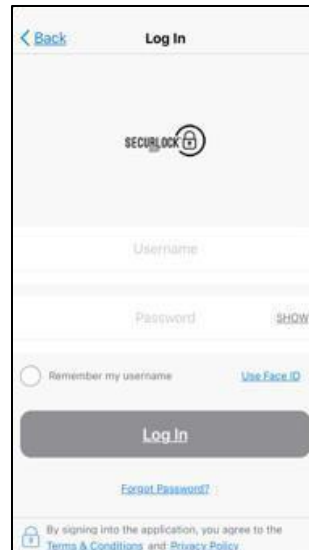 Back Log In
SECURLOCK
Username
Password SHOW
Remember my username Use Face ID
Log In
Forgot Password?
By signing into the application, you agree to the
Terms & Conditions and Privacy Policy